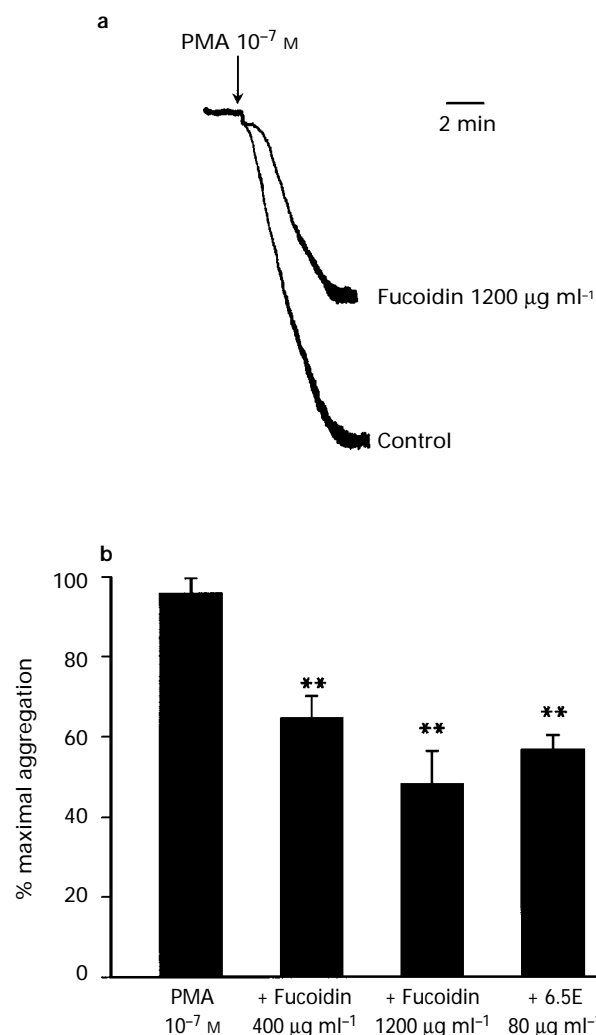 a
PMA 10⁻⁷ M
2 min
Fucoidin 1200 µg ml⁻¹
Control
b
% maximal aggregation
100
80
60
40
20
0
**
**
**
PMA + Fucoidin + Fucoidin + 6.5E
10⁻⁷ M 400 µg ml⁻¹ 1200 µg ml⁻¹ 80 µg ml⁻